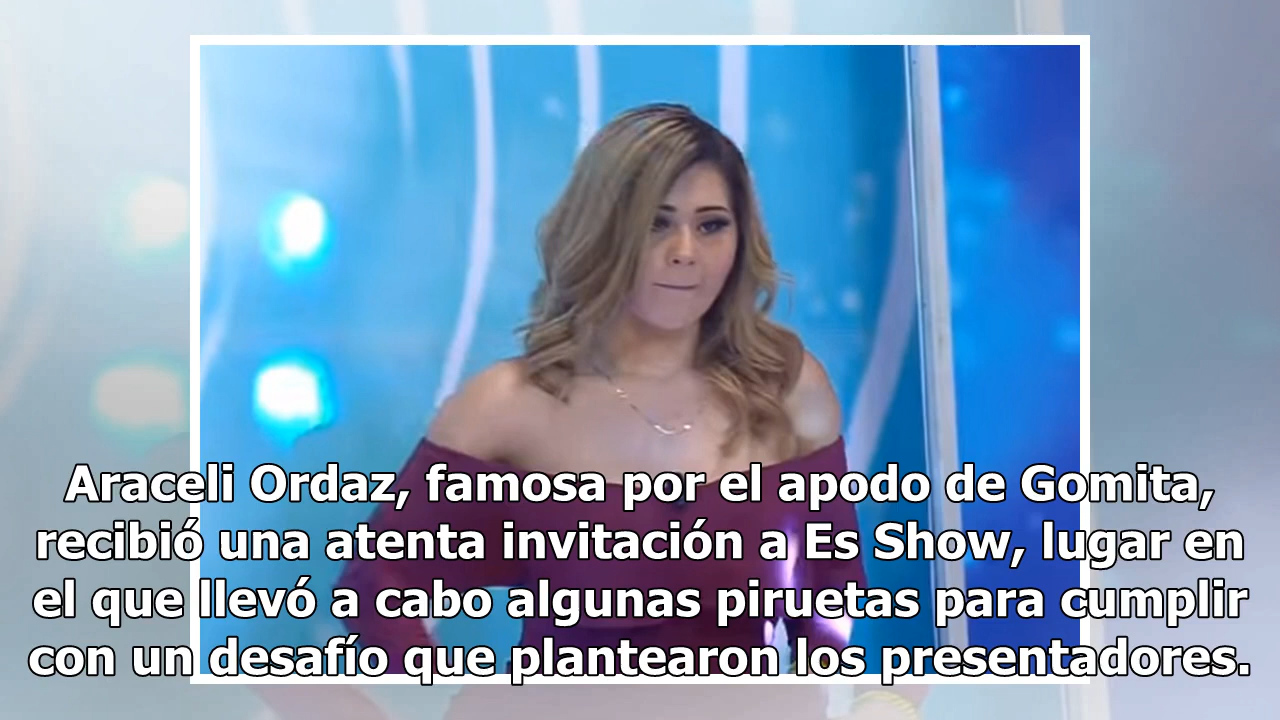 Araceli Ordaz, famosa por el apodo de Gomita,
recibió una atenta invitación a Es Show, lugar en
el que llevó a cabo algunas piruetas para cumplir
con un desafío que plantearon los presentadores.